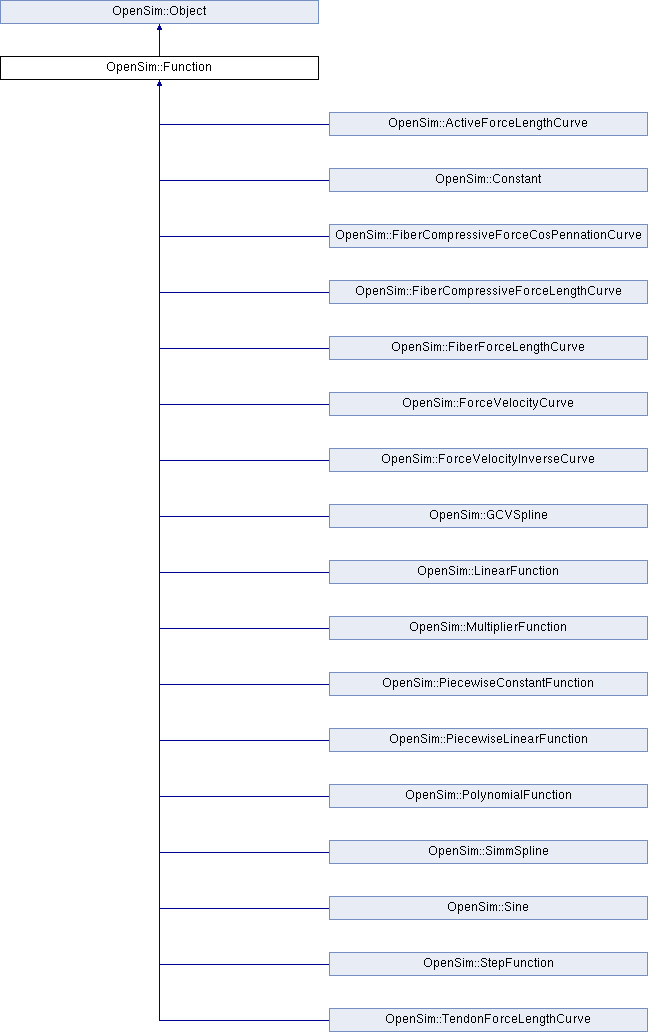 OpenSim::Object
OpenSim::Function
OpenSim::ActiveForceLengthCurve
OpenSim::Constant
OpenSim::FiberCompressiveForceCosPennationCurve
OpenSim::FiberCompressiveForceLengthCurve
OpenSim::FiberForceLengthCurve
OpenSim::ForceVelocityCurve
OpenSim::ForceVelocityInverseCurve
OpenSim::GCVSpline
OpenSim::LinearFunction
OpenSim::MultiplierFunction
OpenSim::PiecewiseConstantFunction
OpenSim::PiecewiseLinearFunction
OpenSim::PolynomialFunction
OpenSim::SimmSpline
OpenSim::Sine
OpenSim::StepFunction
OpenSim::TendonForceLengthCurve